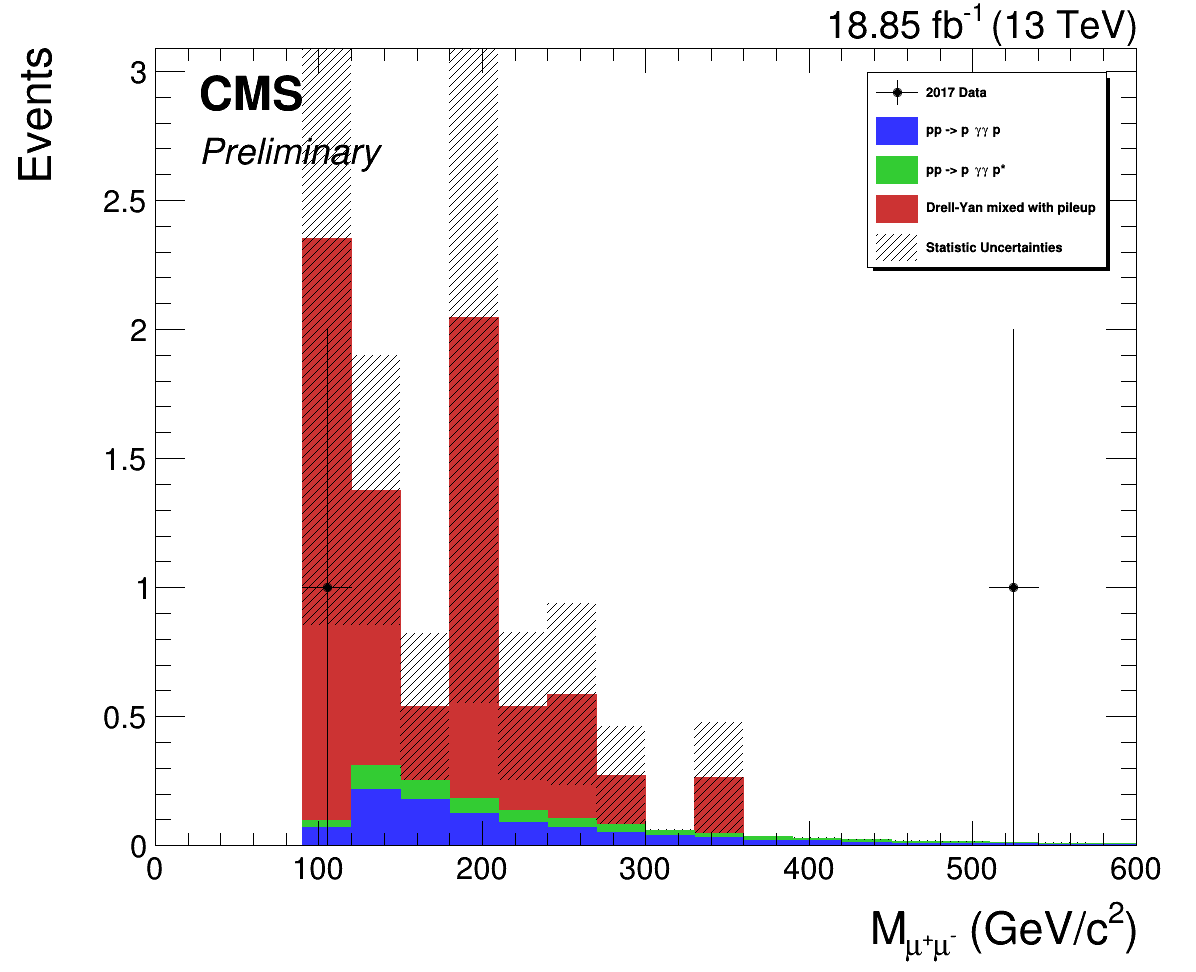 18.85 fb⁻¹ (13 TeV)
Events
CMS
Preliminary
2017 Data
pp -> p γγ p
pp -> p γγ p*
Drell-Yan mixed with pileup
Statistic Uncertainties
3
2.5
2
1.5
1
0.5
0
0 100 200 300 400 500 600
M_μ⁺μ⁻ (GeV/c²)